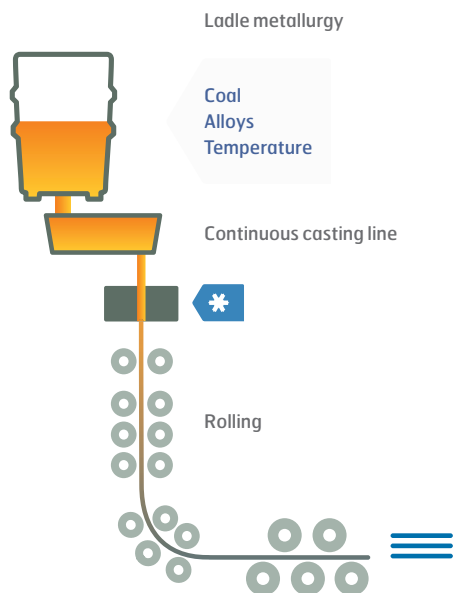 Ladle metallurgy
Coal
Alloys
Temperature
Continuous casting line
Rolling